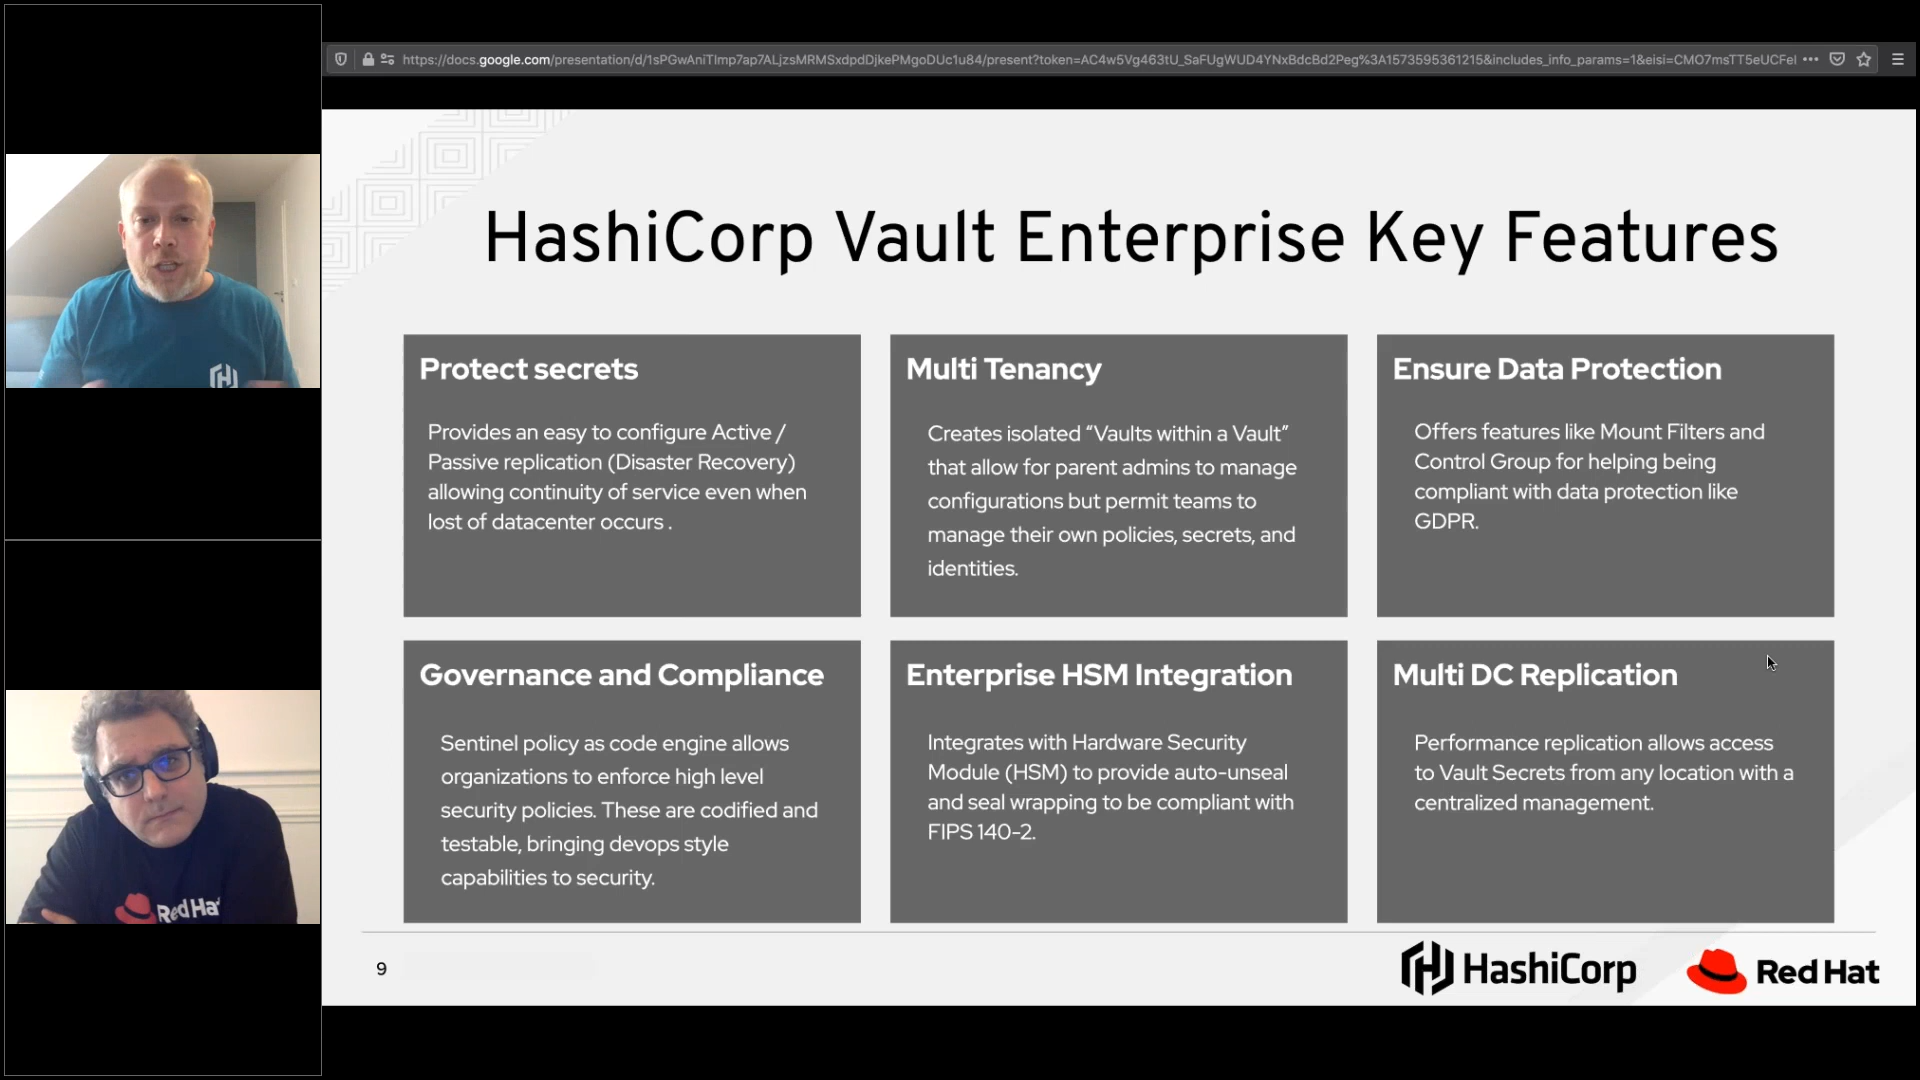 https://docs.google.com/presentation/d/1sPGwAniTImp7ap7ALjzsMRMSxdpdDjkePMgoDUc1u84/present?token=AC4w5Vg463tU_SaFUgWUD4YNxBdcBd2Peg%3A1573595361215&includes_info_params=1&eisi=CMO7msTT5eUCFeI
HashiCorp Vault Enterprise Key Features
Protect secrets
Provides an easy to configure Active /
Passive replication (Disaster Recovery)
allowing continuity of service even when
lost of datacenter occurs .
Multi Tenancy
Creates isolated “Vaults within a Vault”
that allow for parent admins to manage
configurations but permit teams to
manage their own policies, secrets, and
identities.
Ensure Data Protection
Offers features like Mount Filters and
Control Group for helping being
compliant with data protection like
GDPR.
Governance and Compliance
Sentinel policy as code engine allows
organizations to enforce high level
security policies. These are codified and
testable, bringing devops style
capabilities to security.
Enterprise HSM Integration
Integrates with Hardware Security
Module (HSM) to provide auto-unseal
and seal wrapping to be compliant with
FIPS 140-2.
Multi DC Replication
Performance replication allows access
to Vault Secrets from any location with a
centralized management.
9
HashiCorp
Red Hat
Red Hat